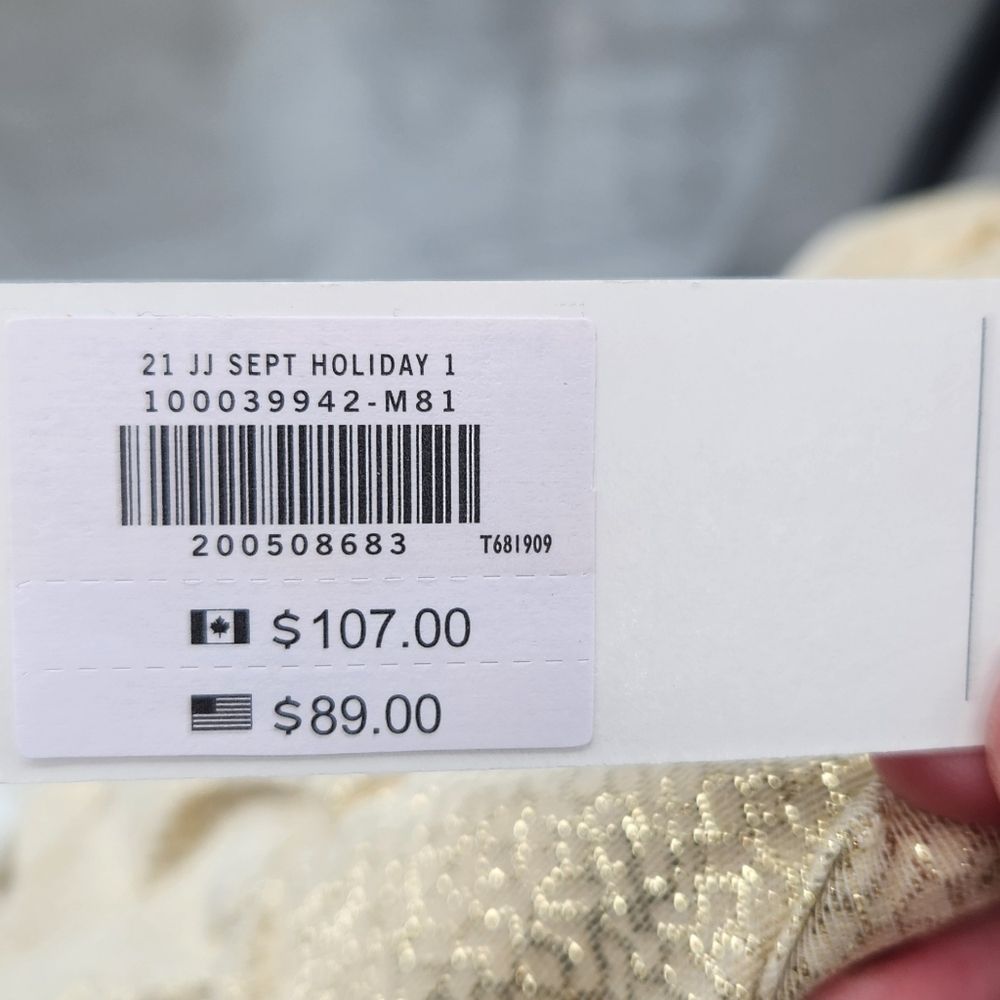 21 JJ SEPT HOLIDAY 1
100039942-M81
200508683 T681909
$107.00
$89.00